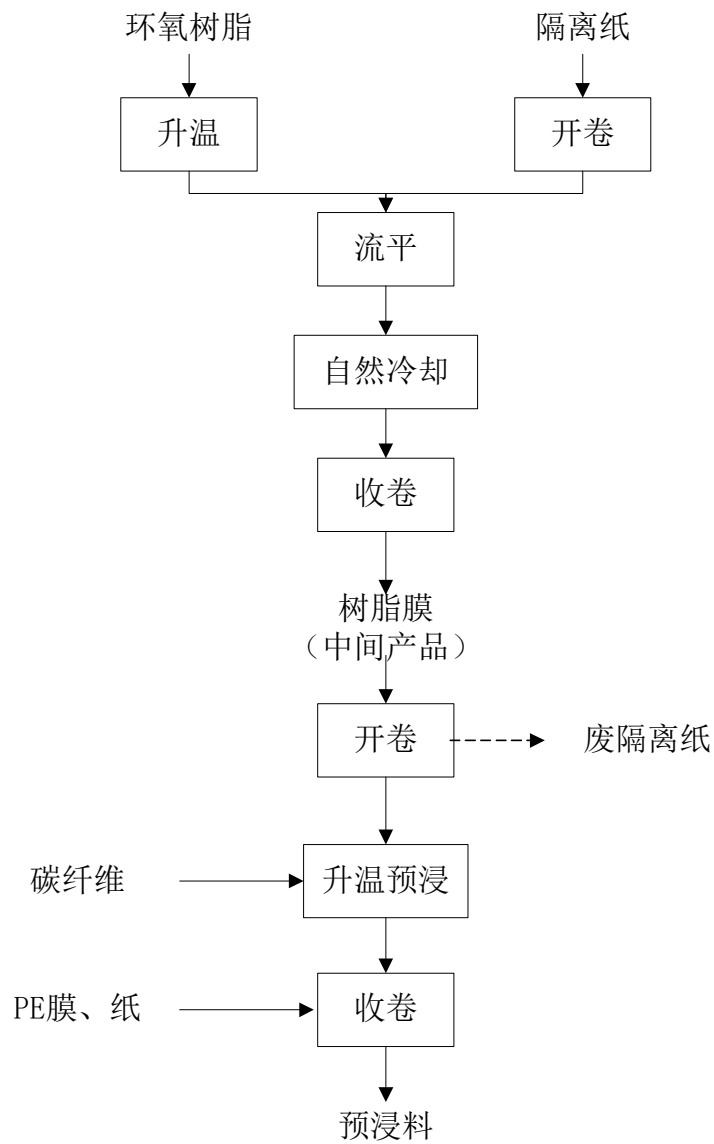 环氧树脂
隔离纸
升温
开卷
流平
自然冷却
收卷
树脂膜
（中间产品）
开卷
废隔离纸
碳纤维
升温预浸
PE膜、纸
收卷
预浸料